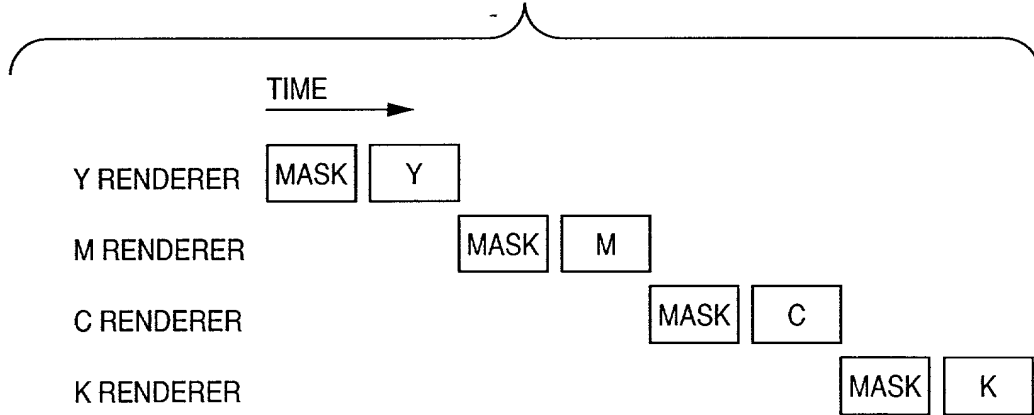 TIME
Y RENDERER MASK Y
M RENDERER MASK M
C RENDERER MASK C
K RENDERER MASK K